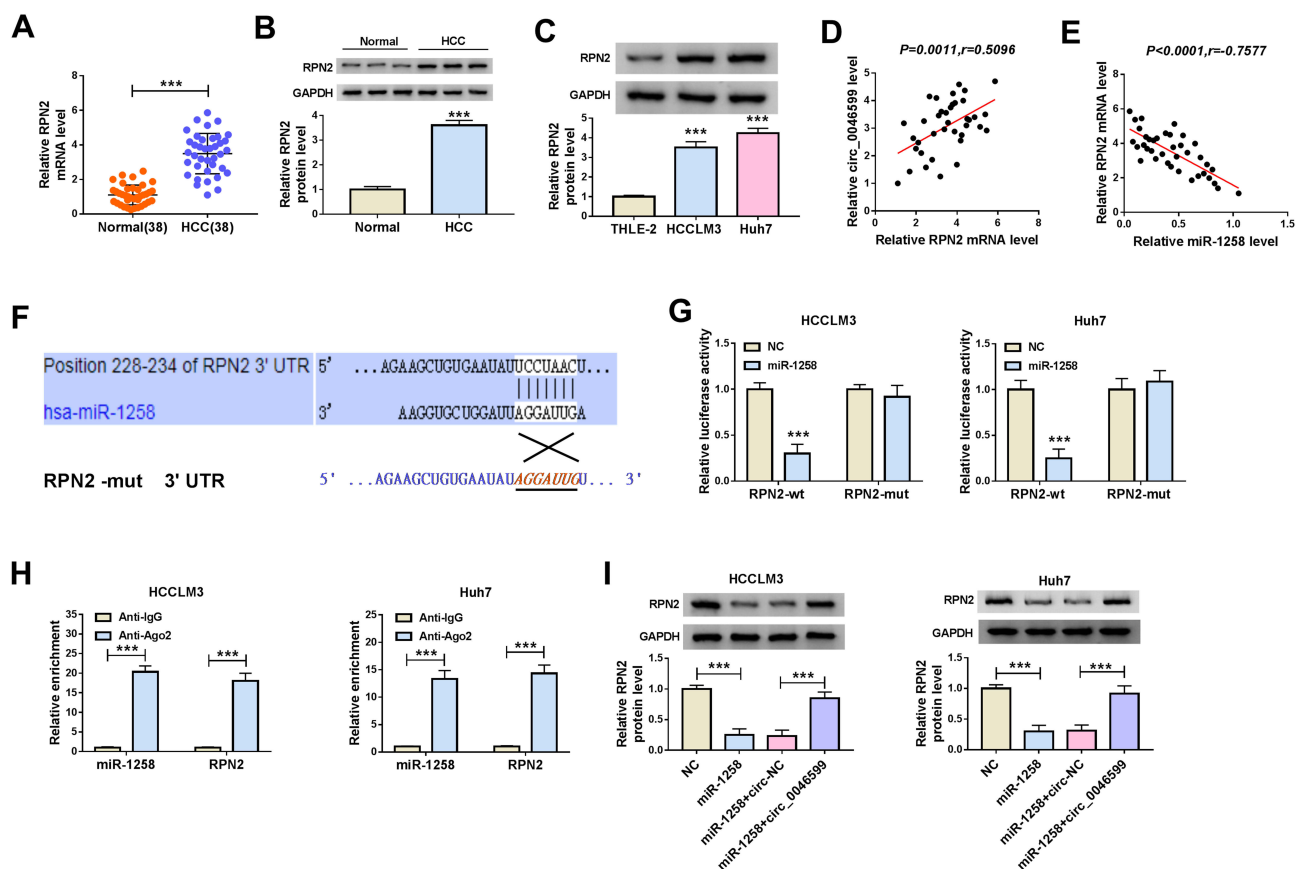 A
Relative RPN2
mRNA level
8
6
4
2
0
***
Normal(38)
HCC(38)
B
Normal
HCC
RPN2
GAPDH
Relative RPN2
protein level
4
3
2
1
0
***
Normal
HCC
C
RPN2
GAPDH
Relative RPN2
protein level
5
4
3
2
1
0
***
***
THLE-2
HCCLM3
Huh7
D
P=0.0011,r=0.5096
Relative circ_0046599 level
5
4
3
2
1
0
0
2
4
6
8
Relative RPN2 mRNA level
E
P<0.0001,r=-0.7577
Relative RPN2 mRNA level
8
6
4
2
0
0.0
0.5
1.0
1.5
Relative miR-1258 level
F
Position 228-234 of RPN2 3' UTR 5' ...AGAAGCUGUGAAUAUUCCUAACU...
hsa-miR-1258 3' AAGGUGCUGGAUUAGGAUUGA
RPN2 -mut 3' UTR 5' ...AGAAGCUGUGAAUAUAGGAUUGU... 3'
G
HCCLM3
NC
miR-1258
Relative luciferase activity
1.5
1.0
0.5
0.0
***
RPN2-wt
RPN2-mut
Huh7
NC
miR-1258
Relative luciferase activity
1.5
1.0
0.5
0.0
***
RPN2-wt
RPN2-mut
H
HCCLM3
Anti-IgG
Anti-Ago2
Relative enrichment
35
30
25
20
15
10
5
0
***
***
miR-1258
RPN2
Huh7
Anti-IgG
Anti-Ago2
Relative enrichment
25
20
15
10
5
0
***
***
miR-1258
RPN2
I
HCCLM3
RPN2
GAPDH
Relative RPN2
protein level
1.5
1.0
0.5
0.0
***
***
NC
miR-1258
miR-1258+circ-NC
miR-1258+circ_0046599
Huh7
RPN2
GAPDH
Relative RPN2
protein level
1.5
1.0
0.5
0.0
***
***
NC
miR-1258
miR-1258+circ-NC
miR-1258+circ_0046599